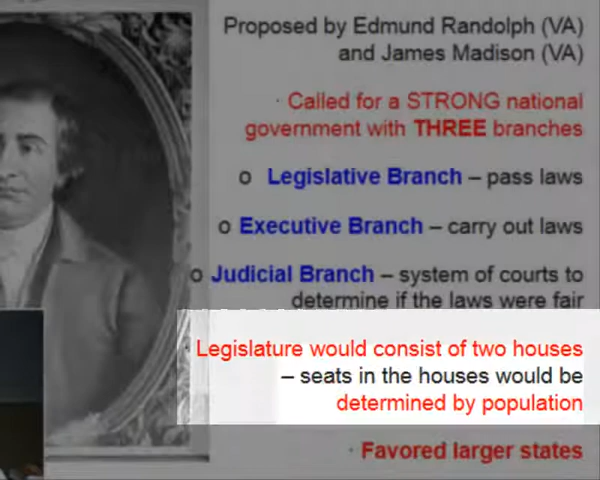 Proposed by Edmund Randolph (VA)
and James Madison (VA)
· Called for a STRONG national
government with THREE branches
o Legislative Branch – pass laws
o Executive Branch – carry out laws
o Judicial Branch – system of courts to
determine if the laws were fair
· Legislature would consist of two houses
– seats in the houses would be
determined by population
· Favored larger states